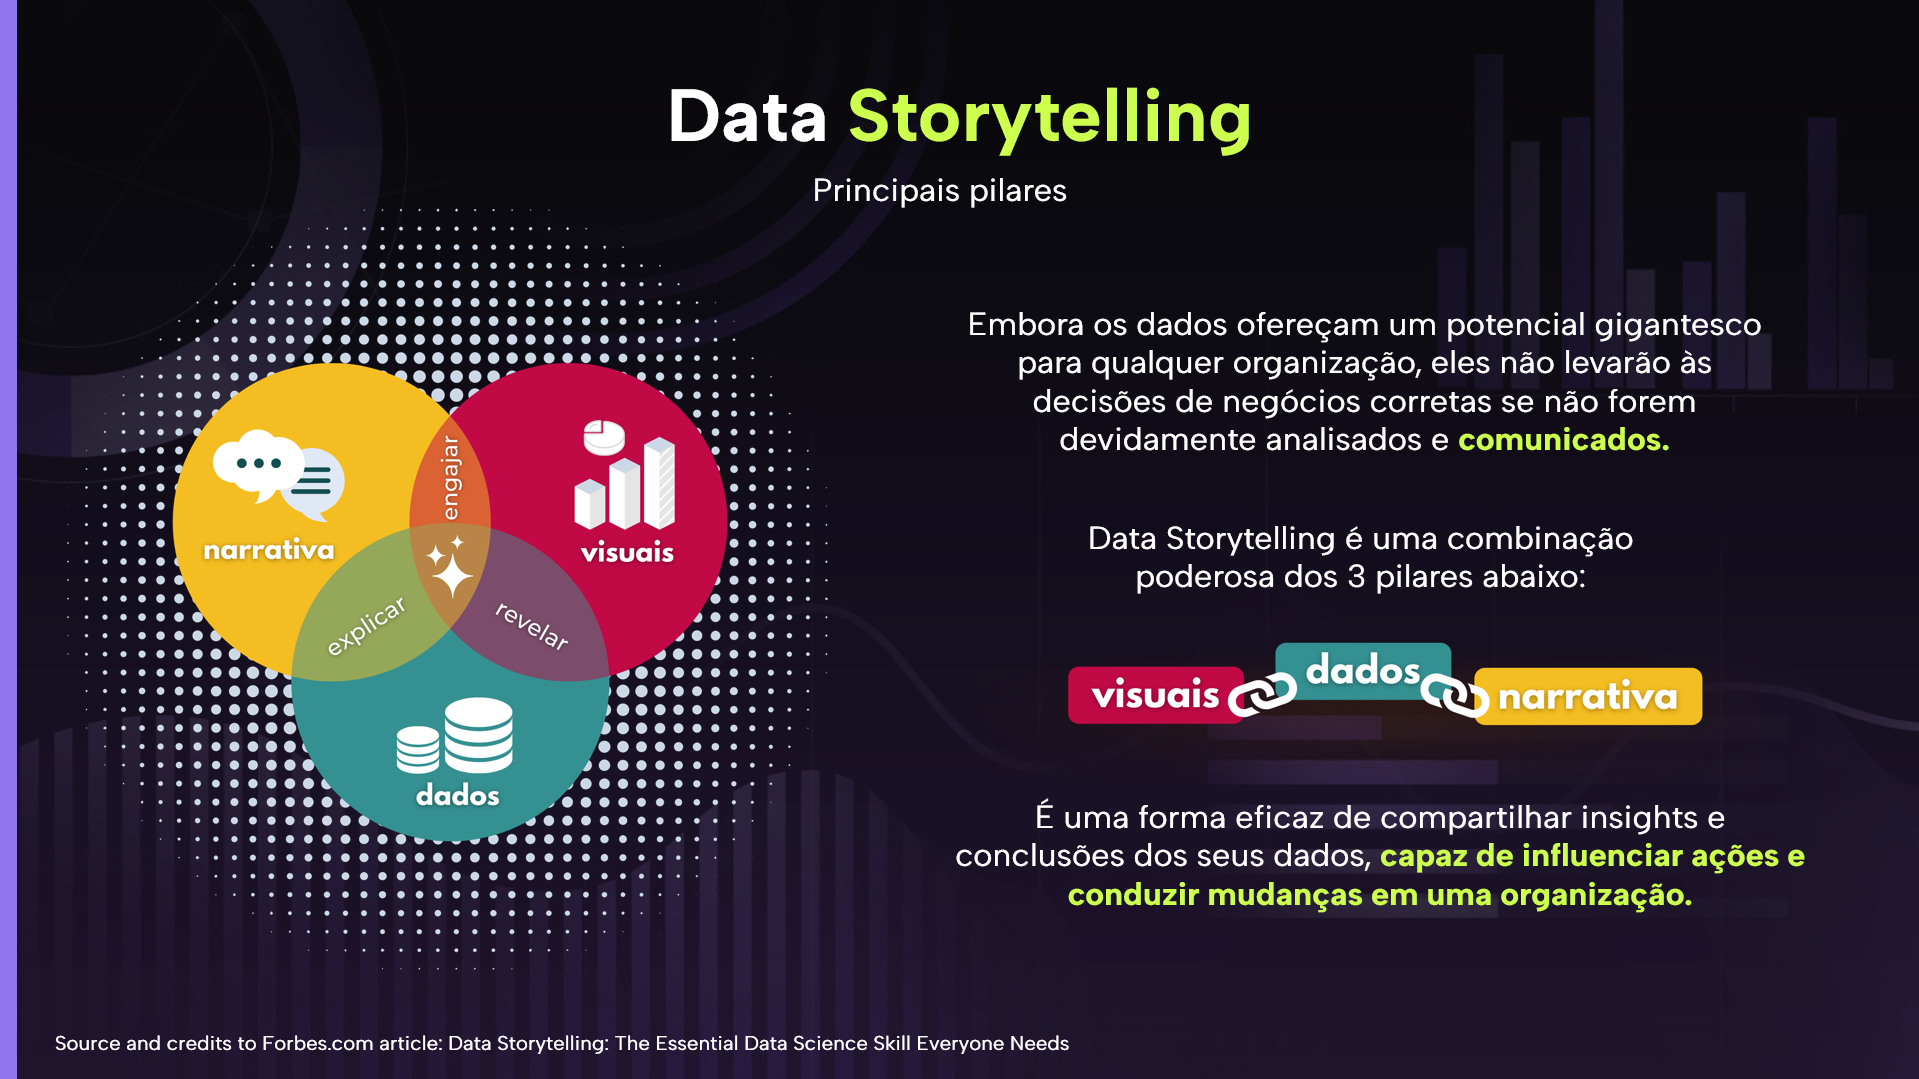 Data Storytelling
Principais pilares
narrativa
engajar
visuais
explicar
revelar
dados
Embora os dados ofereçam um potencial gigantesco
para qualquer organização, eles não levarão às
decisões de negócios corretas se não forem
devidamente analisados e comunicados.
Data Storytelling é uma combinação
poderosa dos 3 pilares abaixo:
visuais dados narrativa
É uma forma eficaz de compartilhar insights e
conclusões dos seus dados, capaz de influenciar ações e
conduzir mudanças em uma organização.
Source and credits to Forbes.com article: Data Storytelling: The Essential Data Science Skill Everyone Needs